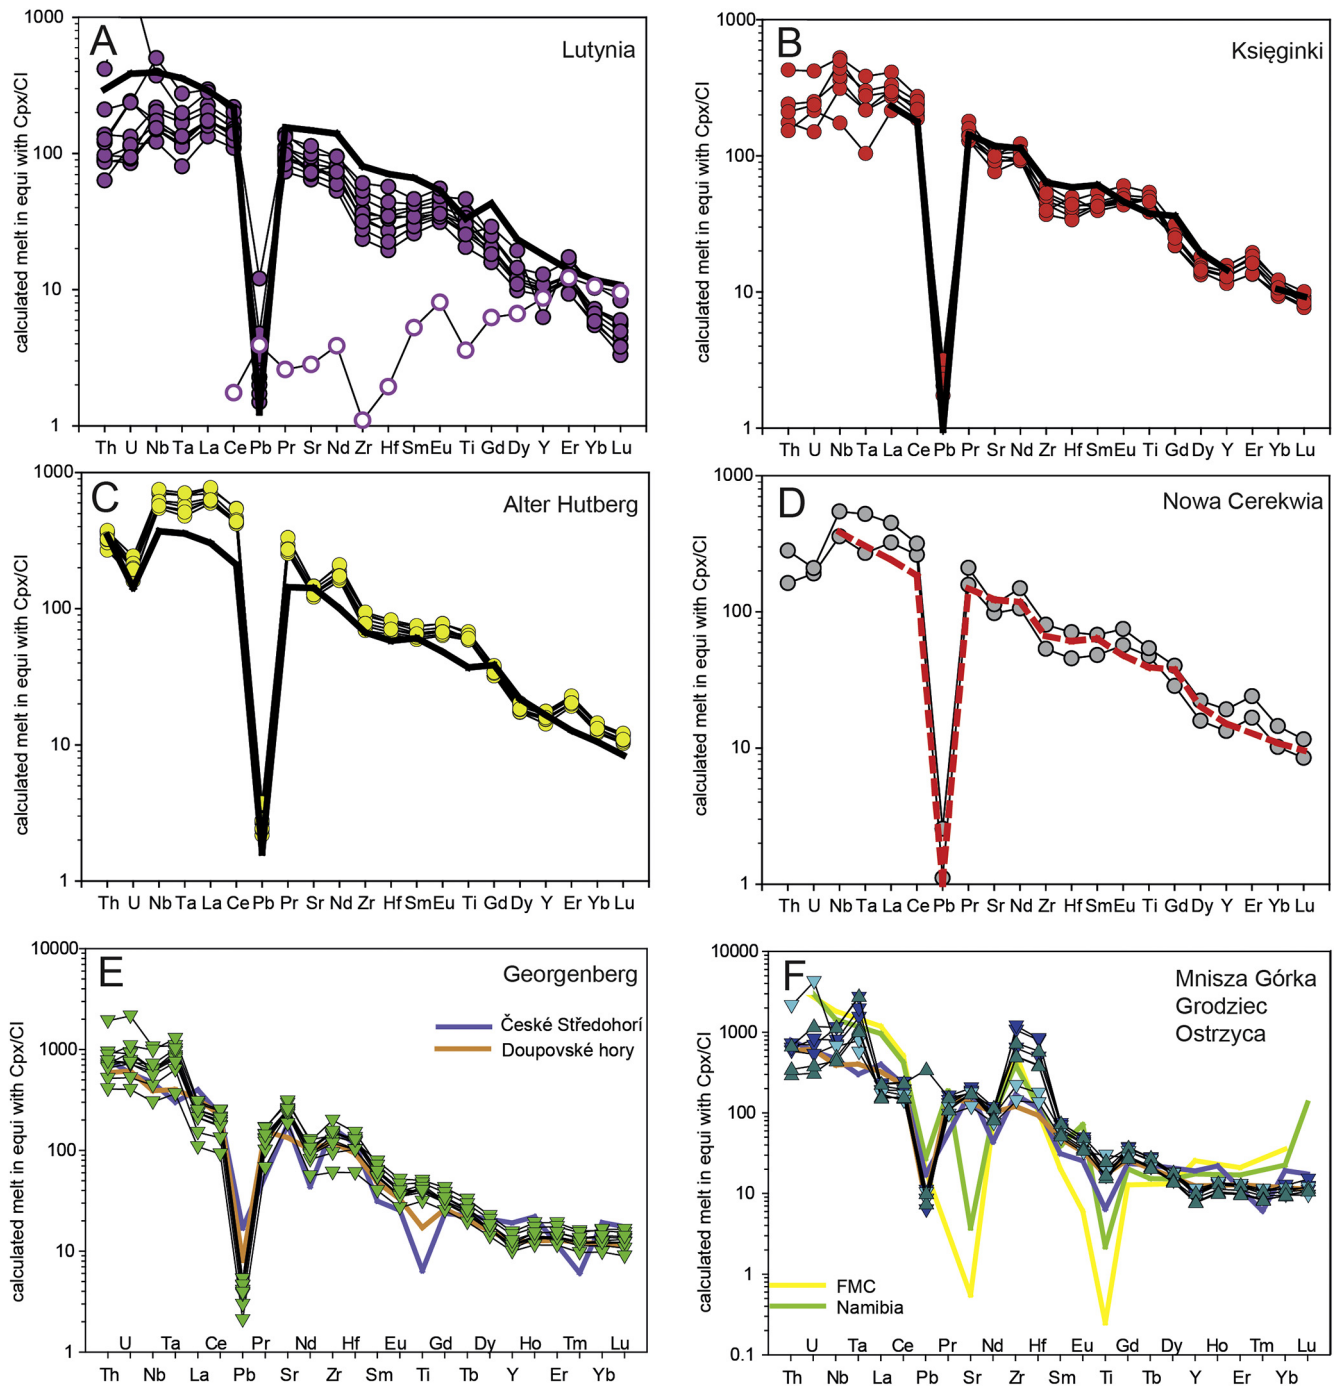 A
Lutynia
calculated melt in equi with Cpx/CI
1000
100
10
1
Th U Nb Ta La Ce Pb Pr Sr Nd Zr Hf Sm Eu Ti Gd Dy Y Er Yb Lu
B
Księginki
calculated melt in equi with Cpx/CI
1000
100
10
1
Th U Nb Ta La Ce Pb Pr Sr Nd Zr Hf Sm Eu Ti Gd Dy Y Er Yb Lu
C
Alter Hutberg
calculated melt in equi with Cpx/CI
1000
100
10
1
Th U Nb Ta La Ce Pb Pr Sr Nd Zr Hf Sm Eu Ti Gd Dy Y Er Yb Lu
D
Nowa Cerekwia
calculated melt in equi with Cpx/CI
1000
100
10
1
Th U Nb Ta La Ce Pb Pr Sr Nd Zr Hf Sm Eu Ti Gd Dy Y Er Yb Lu
E
Georgenberg
České Středohoří
Doupovské hory
calculated melt in equi with Cpx/CI
10000
1000
100
10
1
U Ta Ce Pr Nd Hf Eu Gd Dy Ho Tm Lu
Th Nb La Pb Sr Zr Sm Ti Tb Y Er Yb
F
Mnisza Górka
Grodziec
Ostrzyca
calculated melt in equi with Cpx/CI
10000
1000
100
10
1
0.1
FMC
Namibia
U Ta Ce Pr Nd Hf Eu Gd Dy Ho Tm Lu
Th Nb La Pb Sr Zr Sm Ti Tb Y Er Yb